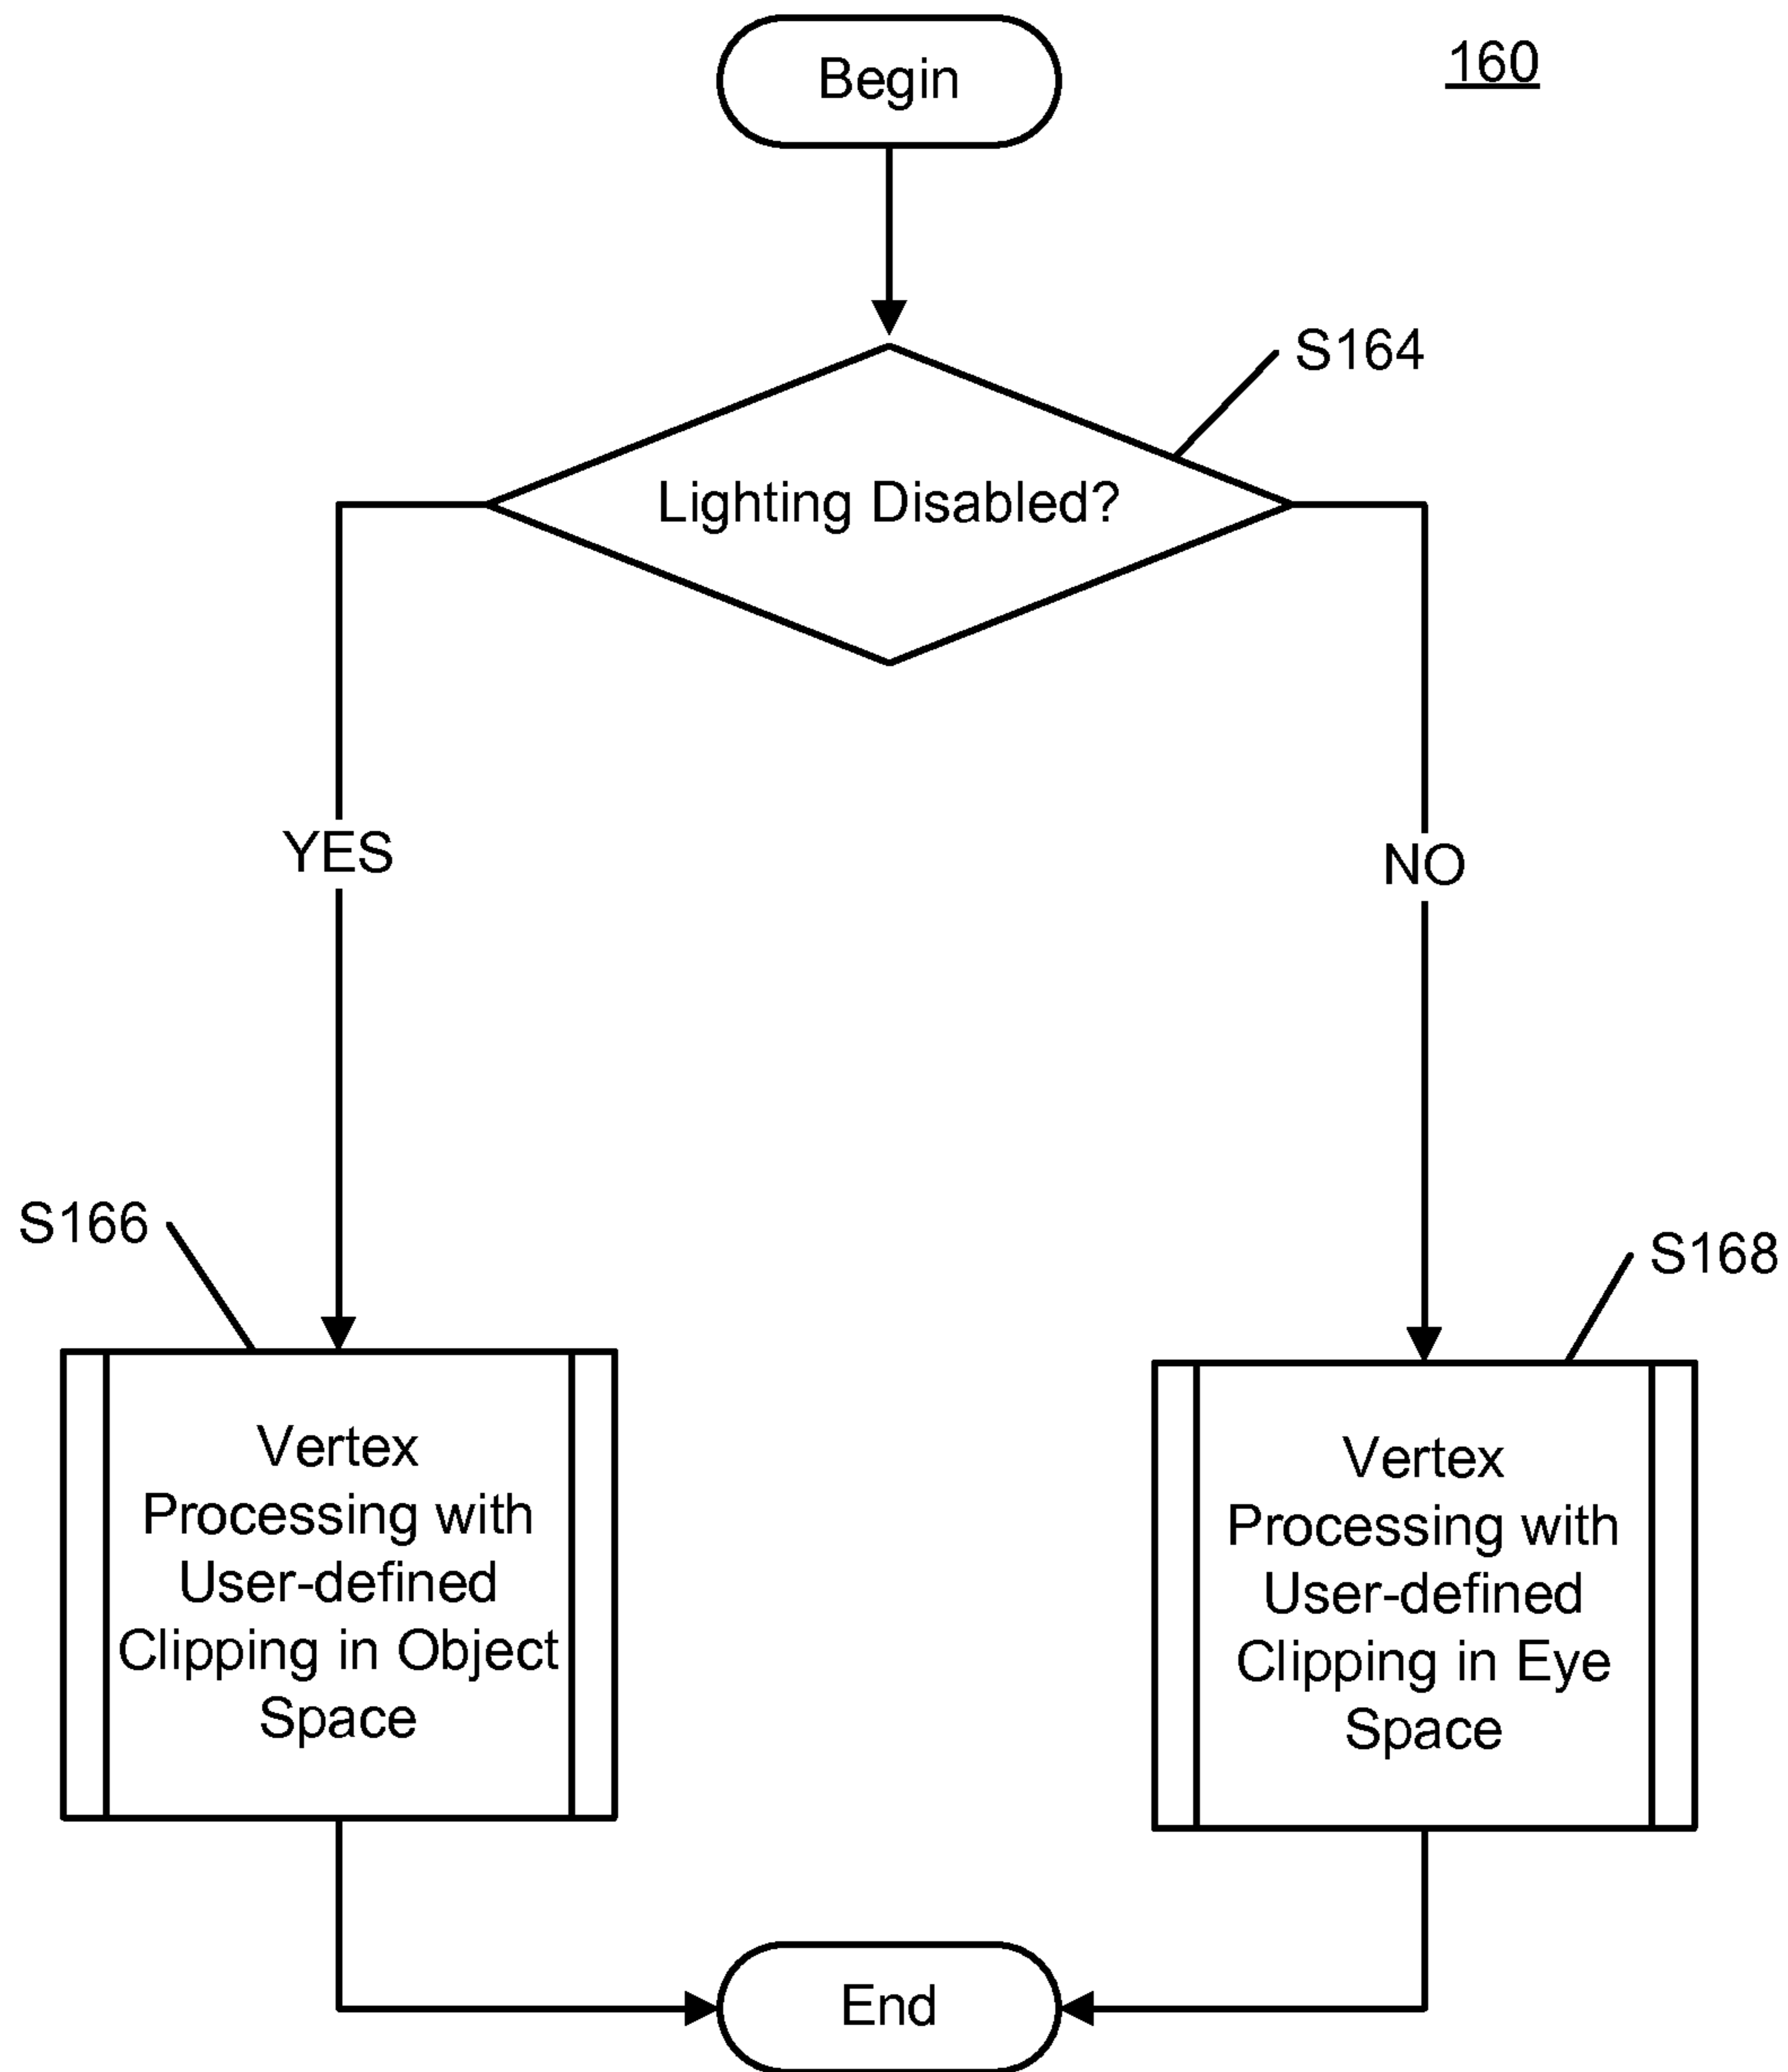 Begin
160
S164
Lighting Disabled?
YES
NO
S166
S168
Vertex
Processing with
User-defined
Clipping in Object
Space
Vertex
Processing with
User-defined
Clipping in Eye
Space
End